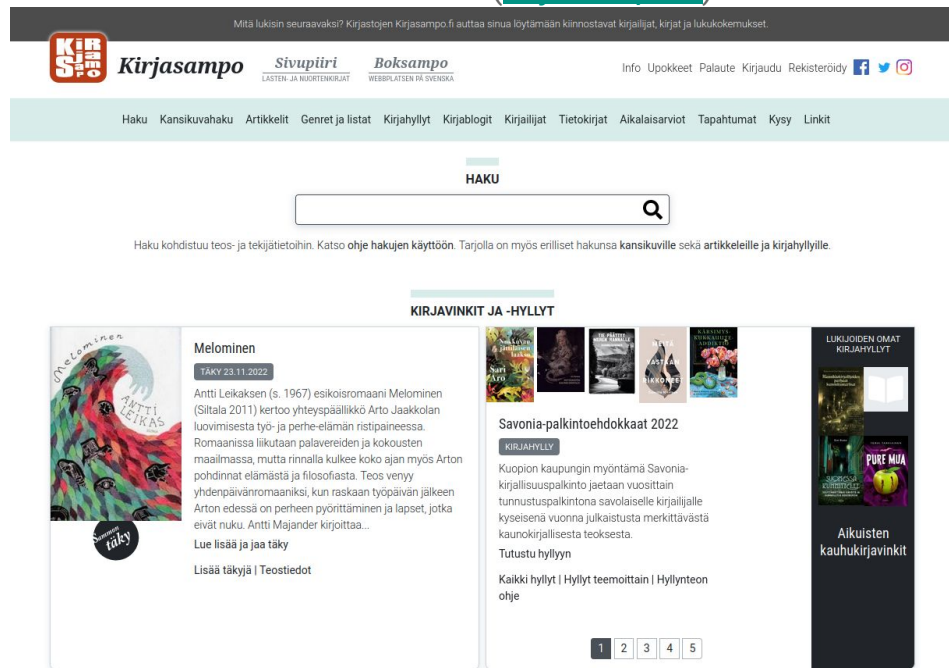 Mitä lukisin seuraavaksi? Kirjastojen Kirjasampo.fi auttaa sinua löytämään kiinnostavat kirjailijat, kirjat ja lukukokemukset.
Kirjasampo
Sivupiiri
LASTEN- JA NUORTENKIRJAT
Boksampo
WEBBPLATSEN PÅ SVENSKA
Info Upokkeet Palaute Kirjaudu Rekisteröidy
Haku Kansikuvahaku Artikkelit Genret ja listat Kirjahyllyt Kirjablogit Kirjailijat Tietokirjat Aikalaisarviot Tapahtumat Kysy Linkit
HAKU
Haku kohdistuu teos- ja tekijätietoihin. Katso ohje hakujen käyttöön. Tarjolla on myös erilliset hakunsa kansikuville sekä artikkeleille ja kirjahyllyille.
KIRJAVINKIT JA -HYLLYT
Melominen
ANTTI
LEIKAS
Sammon
täky
Melominen
TÄKY 23.11.2022
Antti Leikaksen (s. 1967) esikoisromaani Melominen
(Siltala 2011) kertoo yhteyspäällikkö Arto Jaakkolan
luovimisesta työ- ja perhe-elämän ristipaineessa.
Romaanissa liikutaan palavereiden ja kokousten
maailmassa, mutta rinnalla kulkee koko ajan myös Arton
pohdinnat elämästä ja filosofiasta. Teos venyy
yhdenpäivänromaaniksi, kun raskaan työpäivän jälkeen
Arton edessä on perheen pyörittäminen ja lapset, jotka
eivät nuku. Antti Majander kirjoittaa...
Lue lisää ja jaa täky
Lisää täkyjä | Teostiedot
Sari
Aro
MEITÄ
VASTAAN
RIKKONEET
KÄRSIMYS-
KUKKAUUTE
ADDIKTIO
Savonia-palkintoehdokkaat 2022
KIRJAHYLLY
Kuopion kaupungin myöntämä Savonia-
kirjallisuuspalkinto jaetaan vuosittain
tunnustuspalkintona savolaiselle kirjailijalle
kyseisenä vuonna julkaistusta merkittävästä
kaunokirjallisesta teoksesta.
Tutustu hyllyyn
Kaikki hyllyt | Hyllyt teemoittain | Hyllynteon
ohje
1 2 3 4 5
LUKIJOIDEN OMAT
KIRJAHYLLYT
PURE MUA
Aikuisten
kauhukirjavinkit